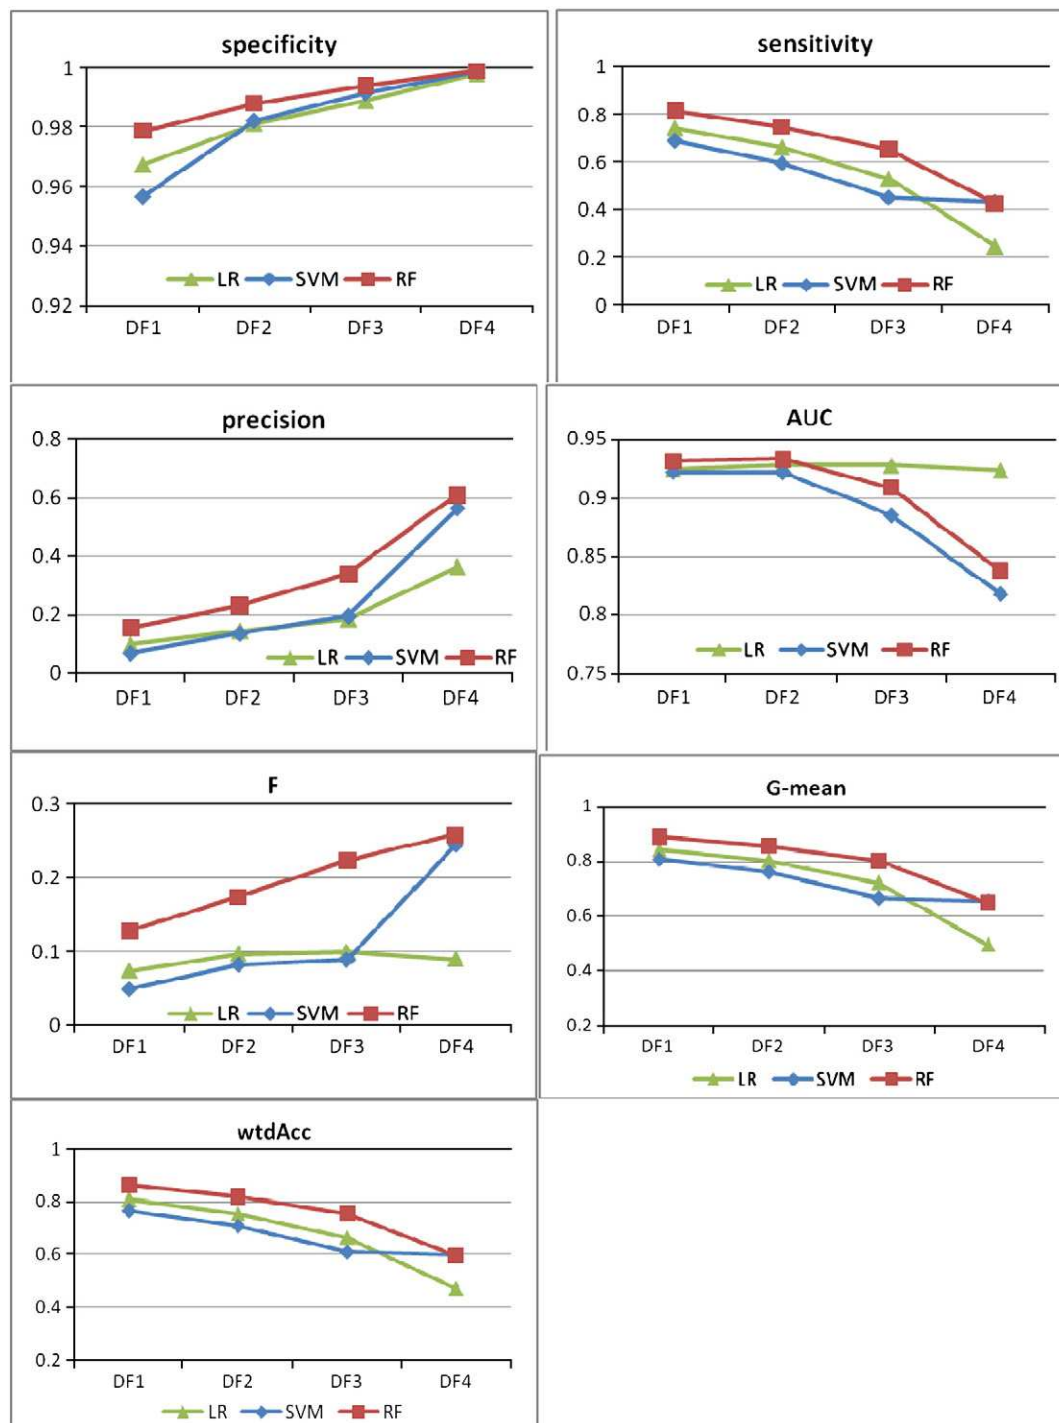 specificity
1
0.98
0.96
0.94
0.92
LR SVM RF
DF1 DF2 DF3 DF4
sensitivity
1
0.8
0.6
0.4
0.2
0
LR SVM RF
DF1 DF2 DF3 DF4
precision
0.8
0.6
0.4
0.2
0
LR SVM RF
DF1 DF2 DF3 DF4
AUC
0.95
0.9
0.85
0.8
0.75
LR SVM RF
DF1 DF2 DF3 DF4
F
0.3
0.2
0.1
0
LR SVM RF
DF1 DF2 DF3 DF4
G-mean
1
0.8
0.6
0.4
0.2
DF1 DF2 DF3 DF4
LR SVM RF
wtdAcc
1
0.8
0.6
0.4
0.2
DF1 DF2 DF3 DF4
LR SVM RF